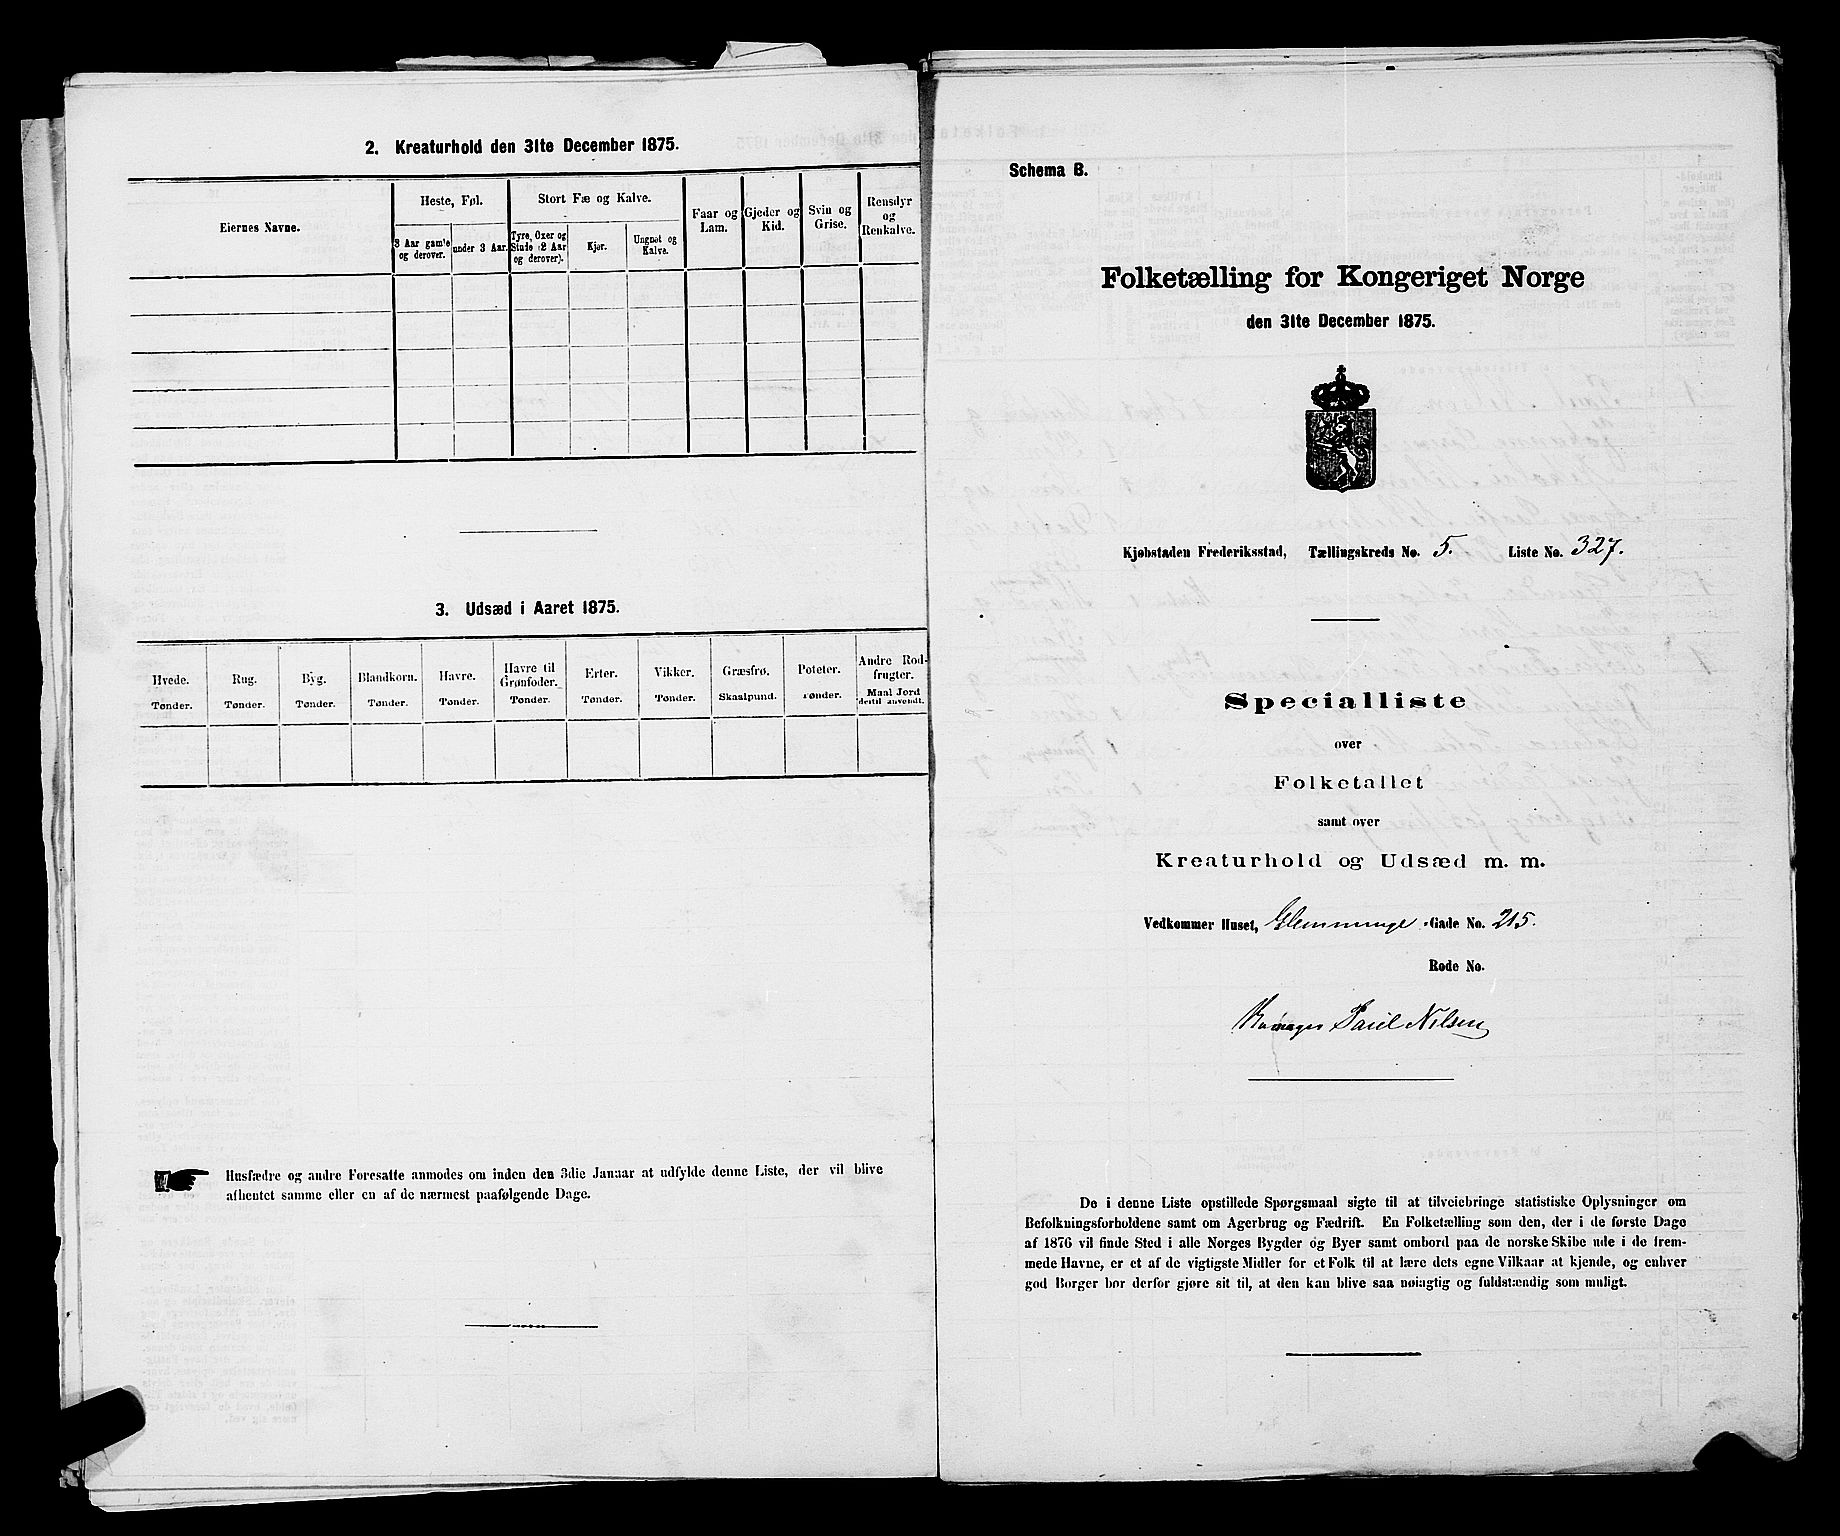 2. Kreaturhold den 31te December 1875.
Eiernes Navne.
Heste, Føl.
3 Aar gamle og derover.
under 3 Aar.
Stort Fæ og Kalve.
Tyre, Oxer og Stude (2 Aar og derover).
Kjør.
Ungnøt og Kalve.
Faar og Lam.
Gjeder og Kid.
Svin og Grise.
Rensdyr og Renkalve.
3. Udsæd i Aaret 1875.
Hvede. Tønder.
Rug. Tønder.
Byg. Tønder.
Blandkorn. Tønder.
Havre. Tønder.
Havre til Grønfoder. Tønder.
Erter. Tønder.
Vikker. Tønder.
Græsfrø. Skaalpund.
Poteter. Tønder.
Andre Rodfrugter. Maal Jord dertil anvendt.
Husfædre og andre Foresatte anmodes om inden den 3die Januar at udfylde denne Liste, der vil blive
afhentet samme eller en af de nærmest paafølgende Dage.
Schema B.
Folketælling for Kongeriget Norge
den 31te December 1875.
Kjøbstaden Frederiksstad, Tællingskreds No. 5. Liste No. 327.
Specialliste
over
Folketallet
samt over
Kreaturhold og Udsæd m. m.
Vedkommer Huset, Glemminge Gade No. 215.
Rode No.
Paul Nilsen
De i denne Liste opstillede Spørgsmaal sigte til at tilveiebringe statistiske Oplysninger om
Befolkningsforholdene samt om Agerbrug og Fædrift. En Folketælling som den, der i de første Dage
af 1876 vil finde Sted i alle Norges Bygder og Byer samt ombord paa de norske Skibe ude i de frem-
mede Havne, er et af de vigtigste Midler for et Folk til at lære dets egne Vilkaar at kjende, og enhver
god Borger bør derfor gjøre sit til, at den kan blive saa nøiagtig og fuldstændig som muligt.